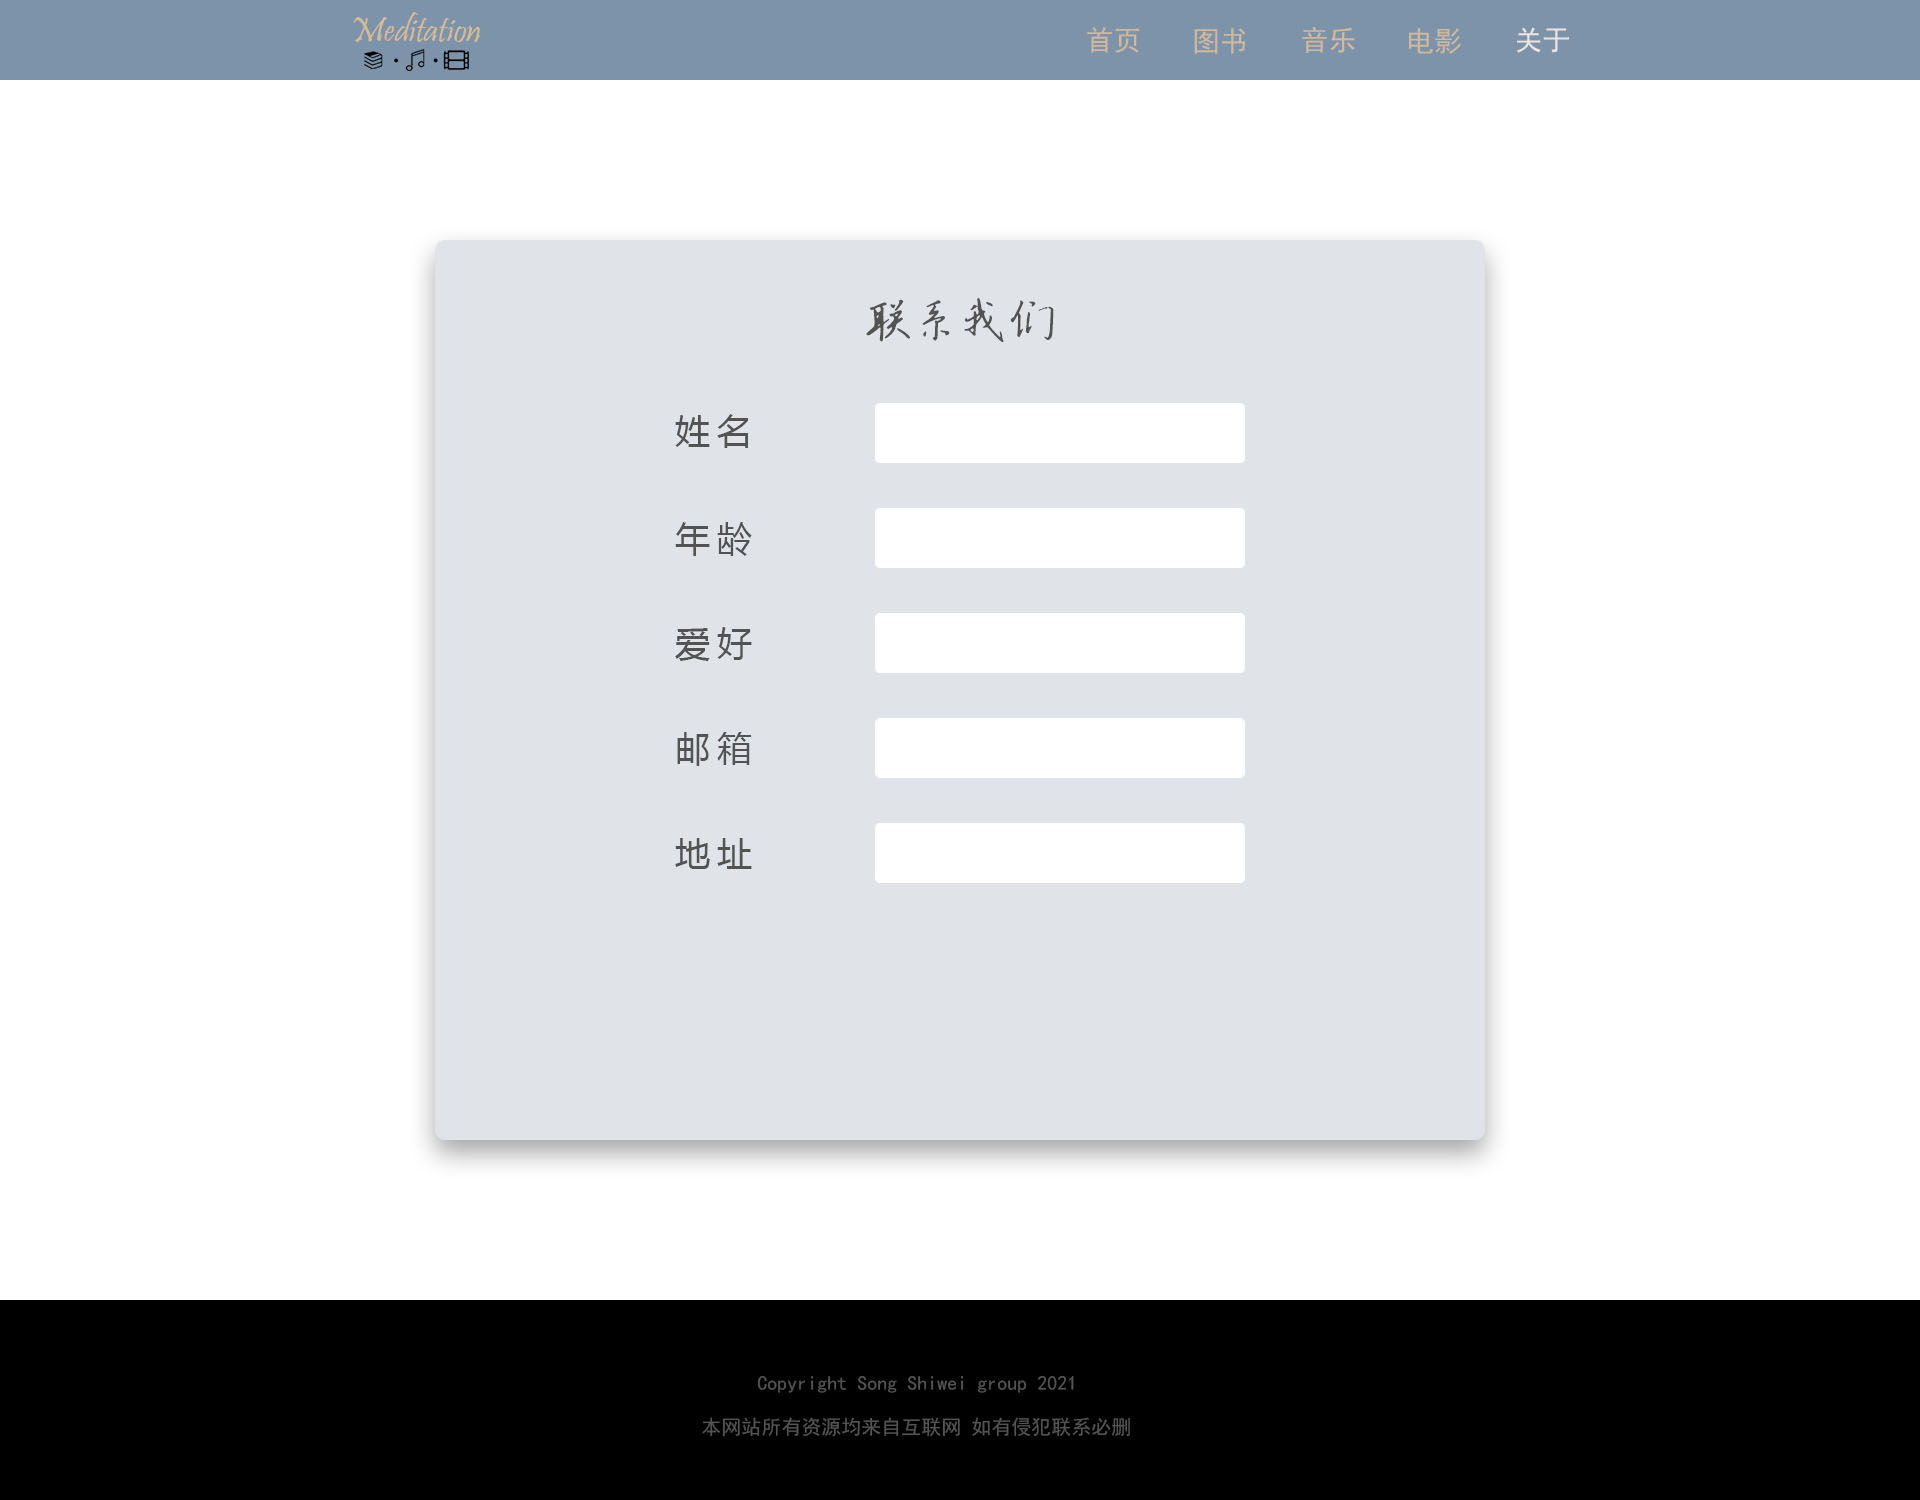 Meditation
首页 图书 音乐 电影 关于
联系我们
姓名
年龄
爱好
邮箱
地址
Copyright Song Shiwei group 2021
本网站所有资源均来自互联网 如有侵犯联系必删